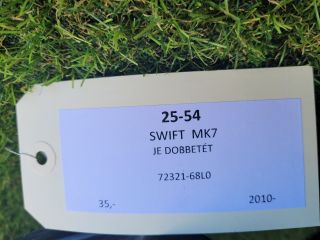 25-54
SWIFT MK7
JE DOBBETÉT
72321-68L0
35,- 2010-